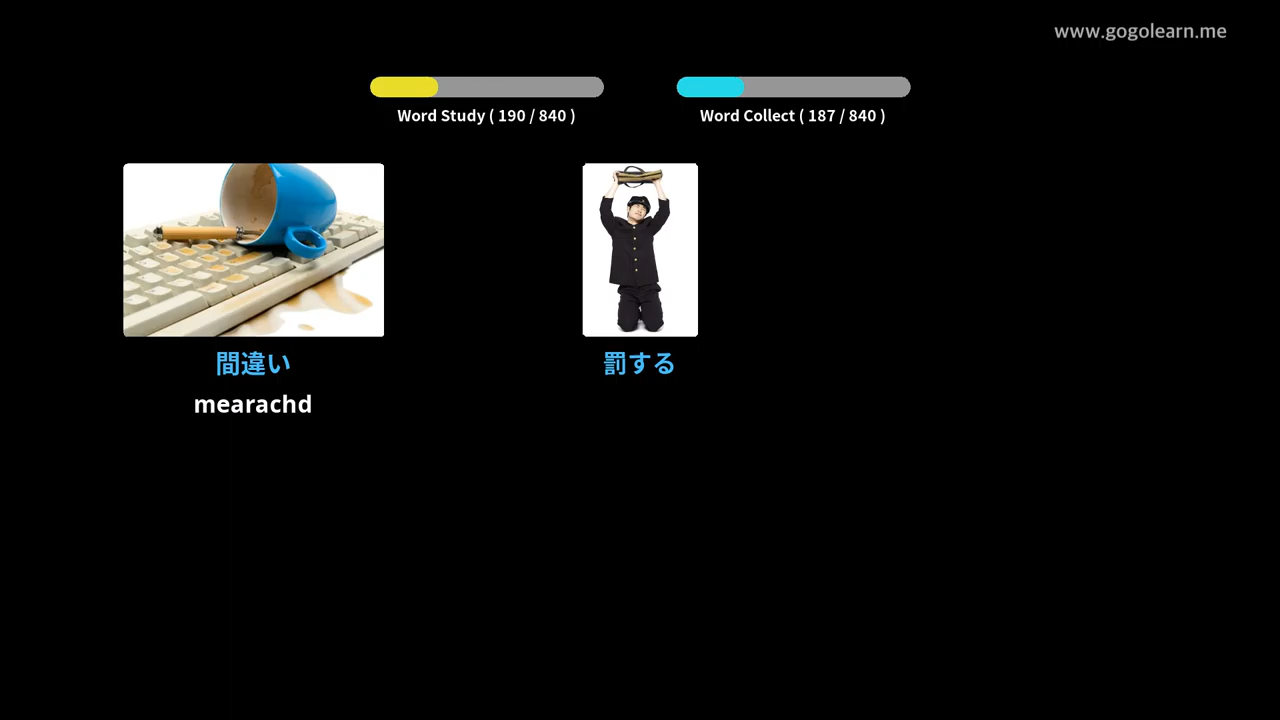 www.gogolearn.me
Word Study ( 190 / 840 )
Word Collect ( 187 / 840 )
間違い
mearachd
罰する